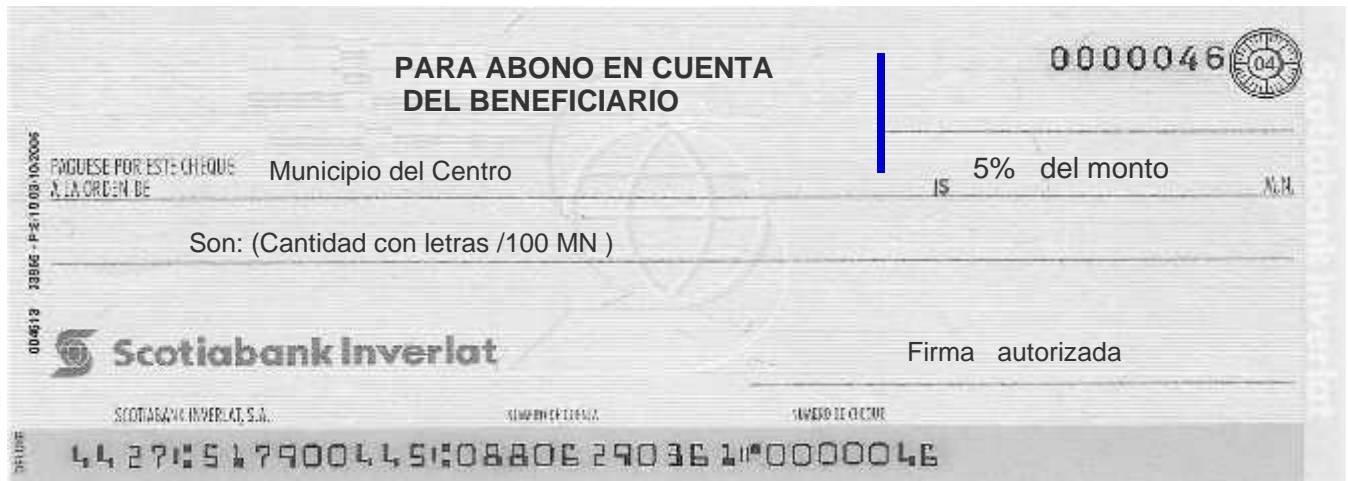 0000046
04
PARA ABONO EN CUENTA
DEL BENEFICIARIO
PAGUESE POR ESTE CHEQUE
A LA ORDEN DE
Municipio del Centro
5% del monto
M.N.
Son: (Cantidad con letras /100 MN )
Scotiabank Inverlat
Firma autorizada
SCOTIABANK INVERLAT, S.A.
NUMERO DE CUENTA
NUMERO DE CHEQUE
Scotiabank Inverlat